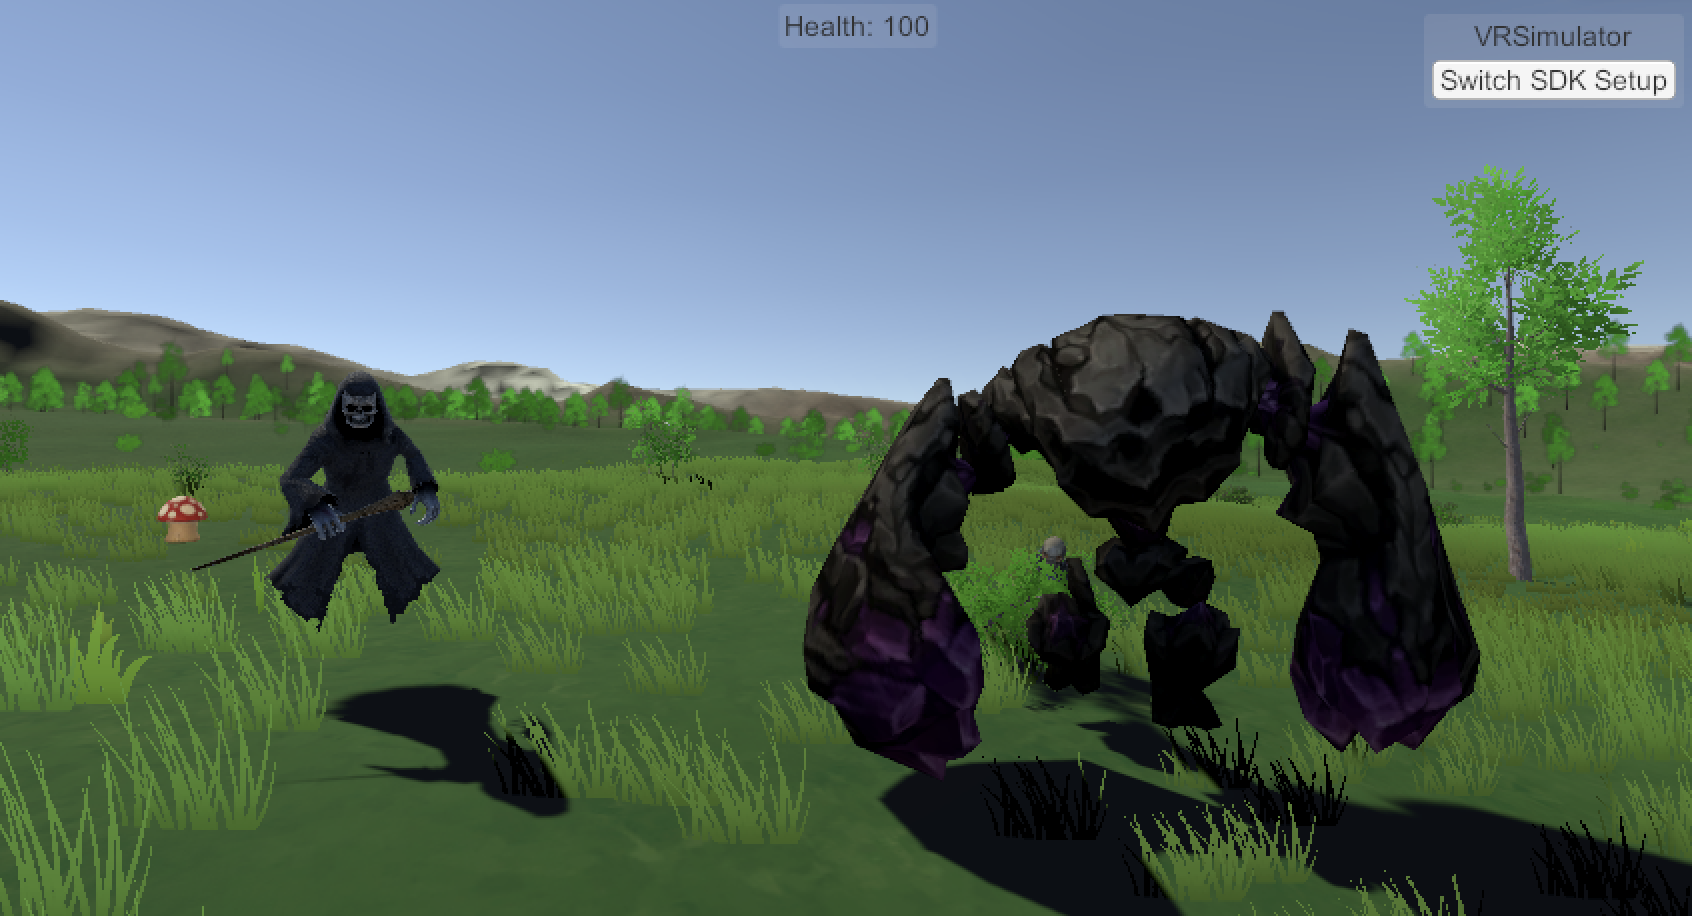 Health: 100
VRSimulator
Switch SDK Setup